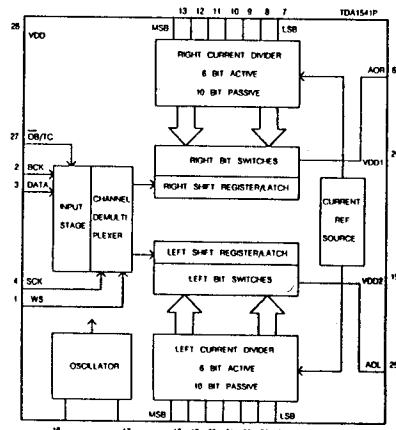 28
13 12 11 10 9 8 7
TDA1541P
VDD
MSB
LSB
RIGHT CURRENT DIVIDER
6 BIT ACTIVE
10 BIT PASSIVE
AOR
27
OB/TC
2
BCK
3
DATA
RIGHT BIT SWITCHES
RIGHT SHIFT REGISTER/LATCH
VDD1
INPUT
STAGE
CHANNEL
DEMULTI
PLEXER
CURRENT
REF
SOURCE
LEFT SHIFT REGISTER/LATCH
LEFT BIT SWITCHES
VDD2
4
SCK
1
WS
OSCILLATOR
LEFT CURRENT DIVIDER
6 BIT ACTIVE
10 BIT PASSIVE
AOL
MSB
LSB